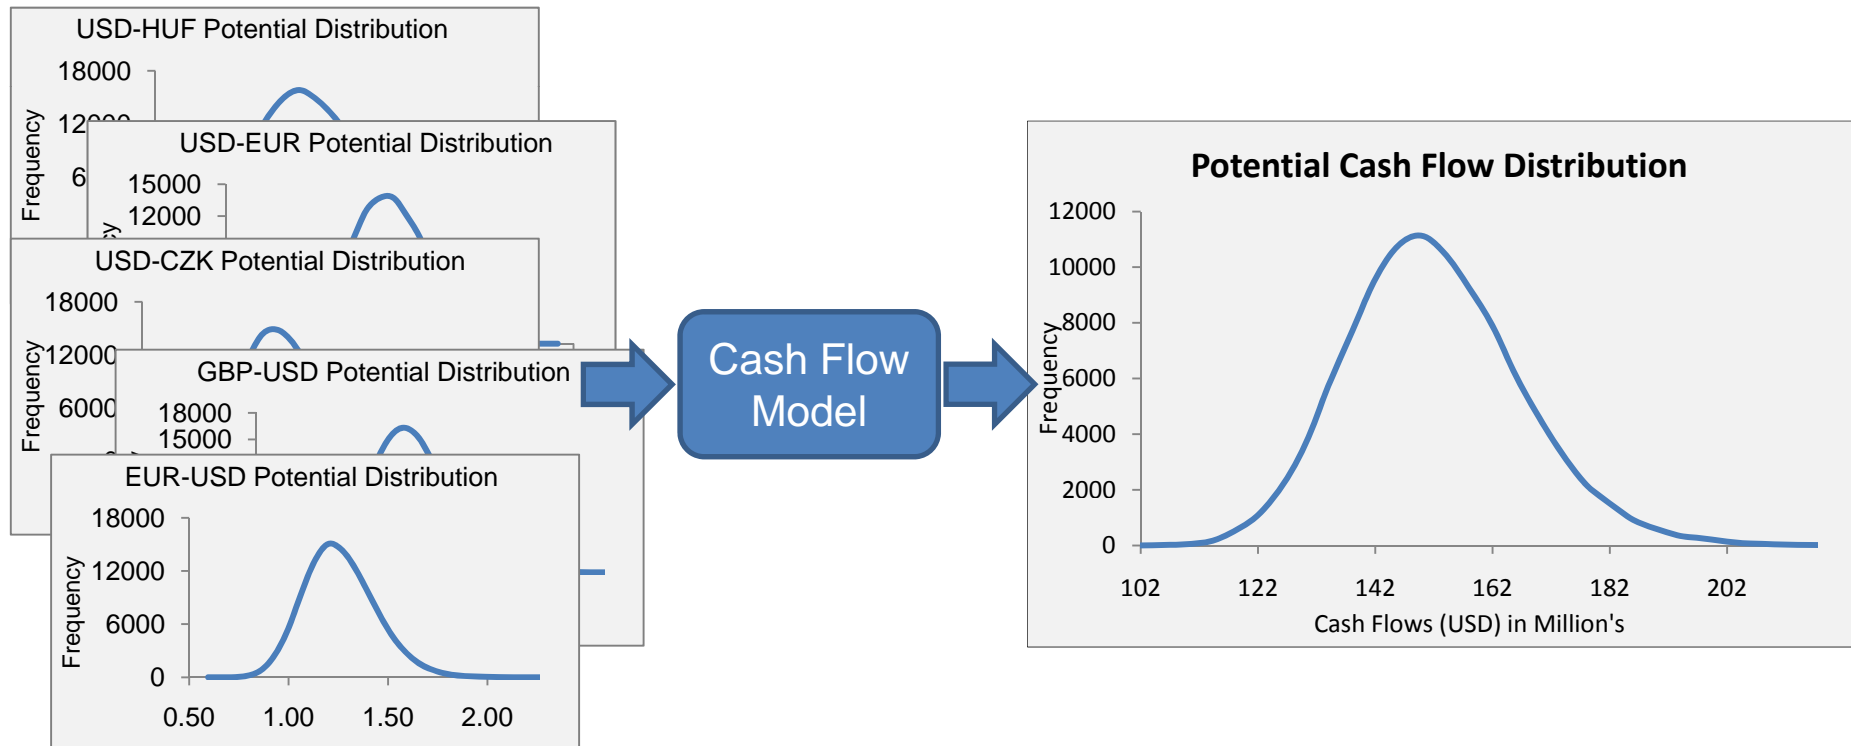 USD-HUF Potential Distribution
18000
Frequency
USD-EUR Potential Distribution
15000
12000
USD-CZK Potential Distribution
18000
12000
6000
Frequency
GBP-USD Potential Distribution
18000
15000
EUR-USD Potential Distribution
18000
12000
6000
0
Frequency
0.50 1.00 1.50 2.00
Cash Flow
Model
Potential Cash Flow Distribution
12000
10000
8000
6000
4000
2000
0
Frequency
102 122 142 162 182 202
Cash Flows (USD) in Million's